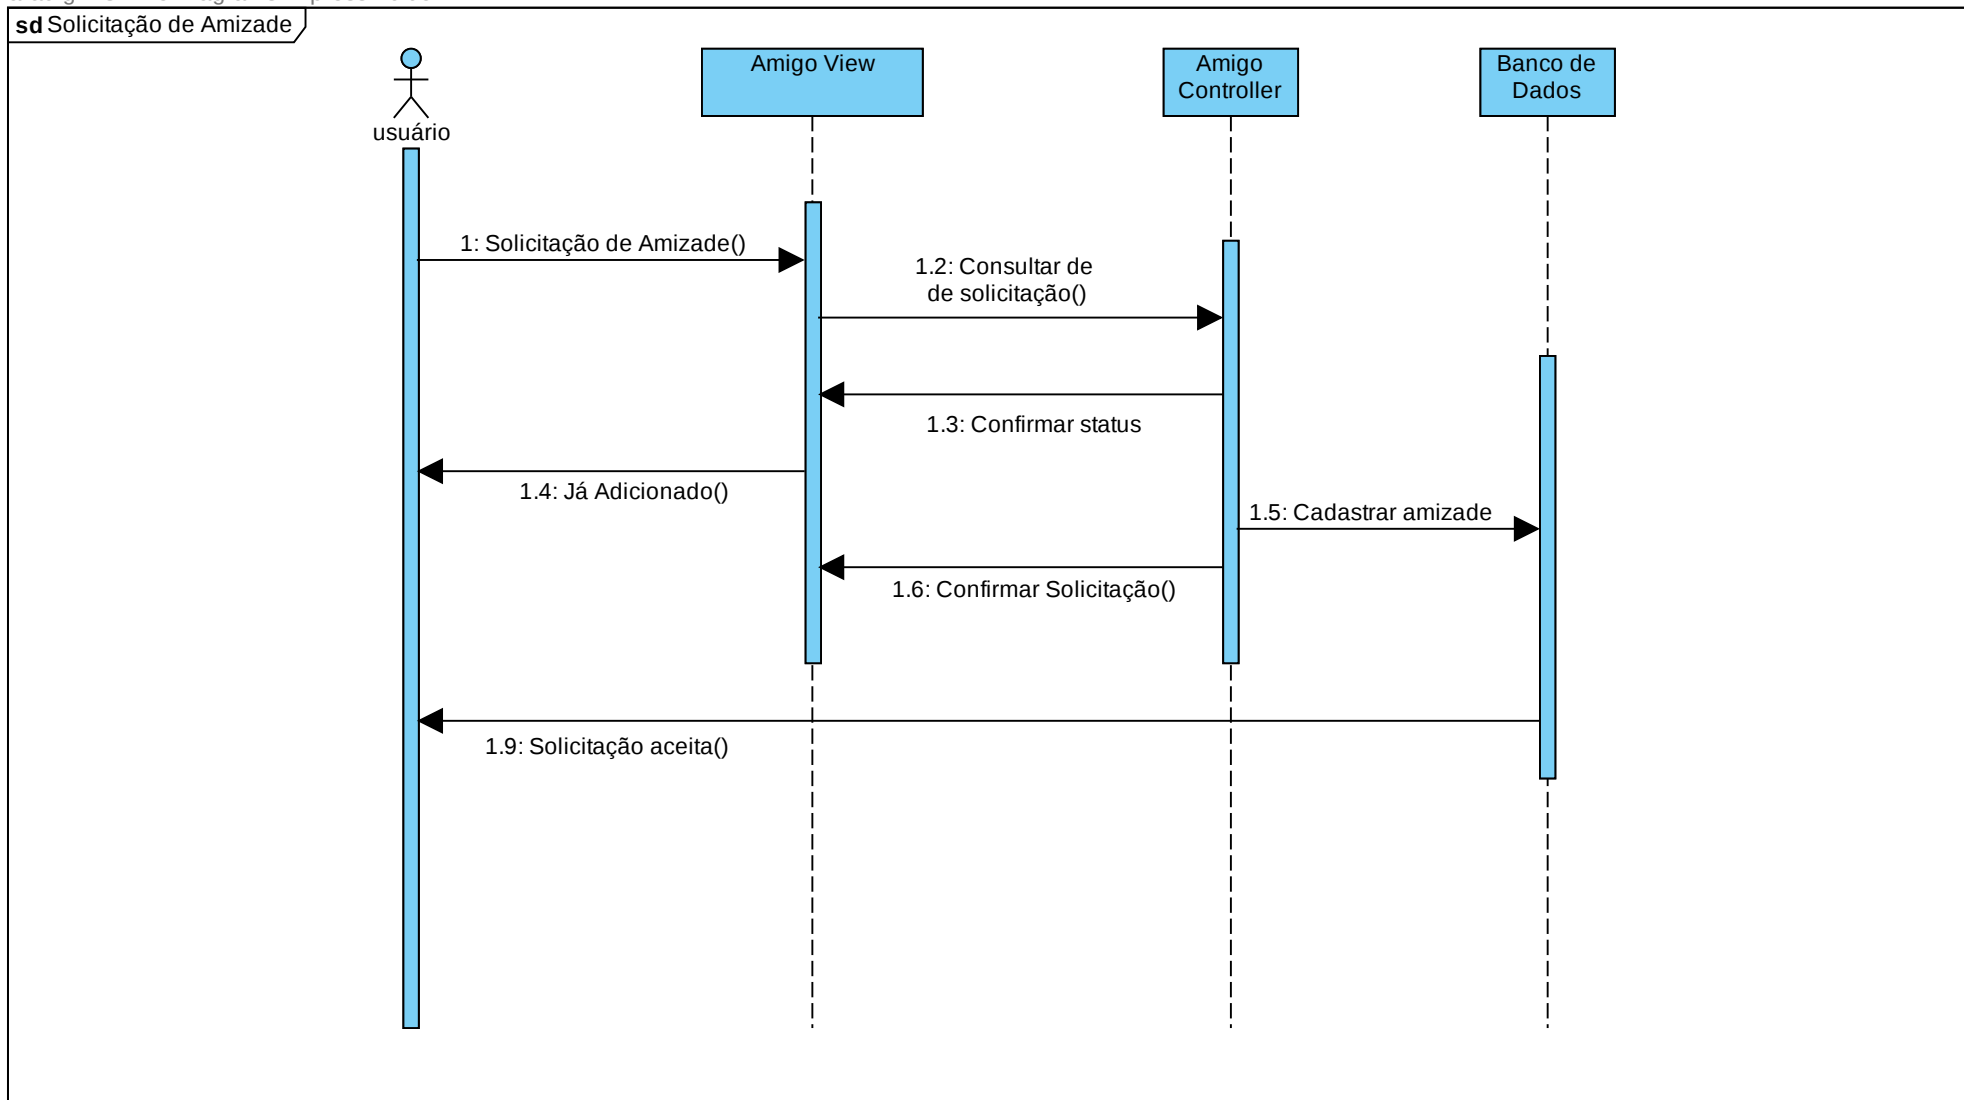 sd Solicitação de Amizade
usuário
Amigo View
Amigo
Controller
Banco de
Dados
1: Solicitação de Amizade()
1.2: Consultar de
de solicitação()
1.3: Confirmar status
1.4: Já Adicionado()
1.5: Cadastrar amizade
1.6: Confirmar Solicitação()
1.9: Solicitação aceita()